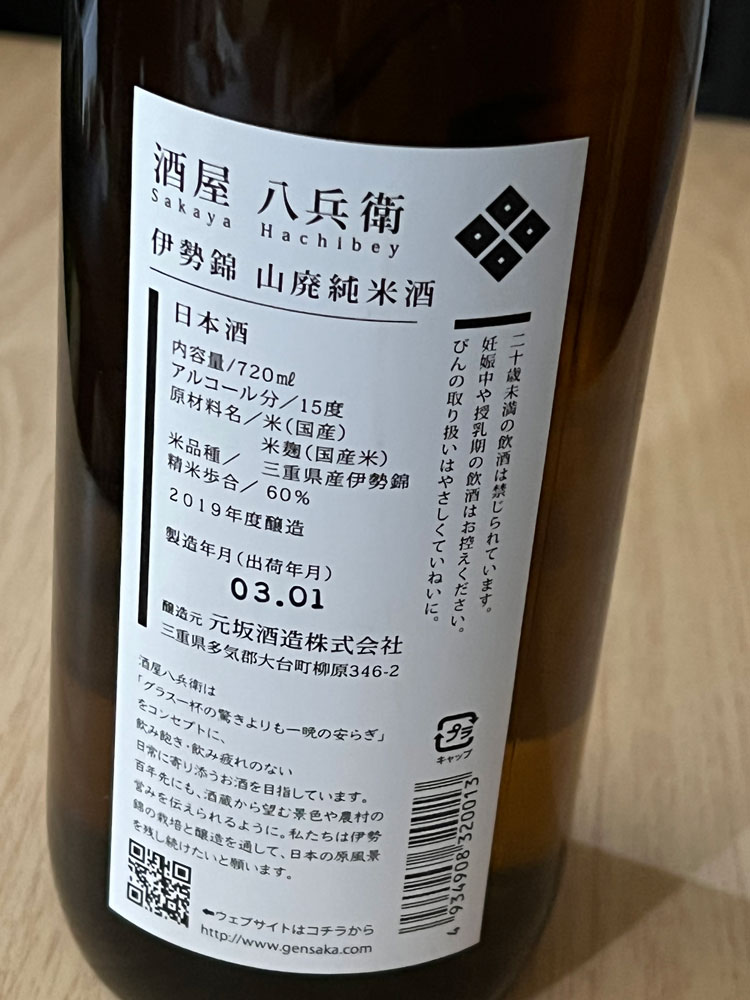 酒屋 八兵衛
Sakaya Hachibey
伊勢錦 山廃純米酒
日本酒
内容量/720㎖
アルコール分/15度
原材料名/米(国産)
米麹(国産米)
米品種/ 三重県産伊勢錦
精米歩合/60%
2019年度醸造
製造年月(出荷年月)
03.01
醸造元 元坂酒造株式会社
三重県多気郡大台町柳原346-2
酒屋八兵衛は
「グラス一杯の驚きよりも一晩の安らぎ」
をコンセプトに、
飲み飽き・飲み疲れのない
日常に寄り添うお酒を目指しています。
百年先にも、酒蔵から望む景色や農村の
営みを伝えられるように。私たちは伊勢
錦の栽培と醸造を通して、日本の原風景
を残し続けたいと願います。
⬅ウェブサイトはコチラから
http://www.gensaka.com
二十歳未満の飲酒は禁じられています。
妊娠中や授乳期の飲酒はお控えください。
びんの取り扱いはやさしくていねいに。
プラ
キャップ
4 934908 320013